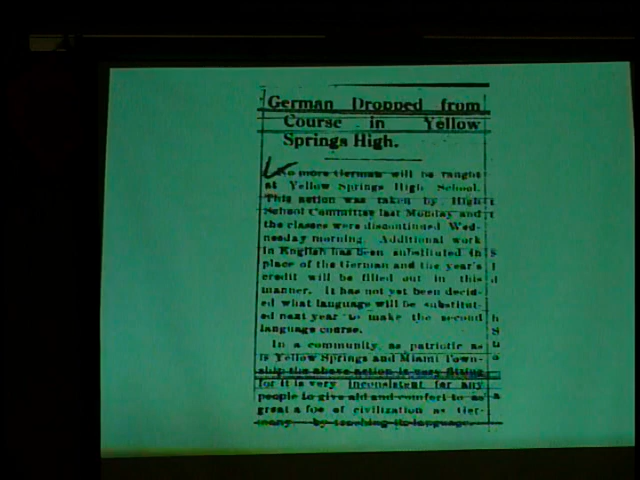 German Dropped from
Course in Yellow
Springs High.
No more German will be taught
at Yellow Springs High School.
This action was taken by High
School Committee last Monday and
the classes were discontinued Wed-
nesday morning. Additional work
in English has been substituted in
place of the German and the year's
credit will be filled out in this
manner. It has not yet been decid-
ed what language will be substitut-
ed next year to make the second
language course.
In a community, as patriotic as
is Yellow Springs and Miami Town-
ship the above action is very fitting
for it is very inconsistent for any
people to give aid and comfort to as
great a foe of civilization as Ger-
many by teaching its language.